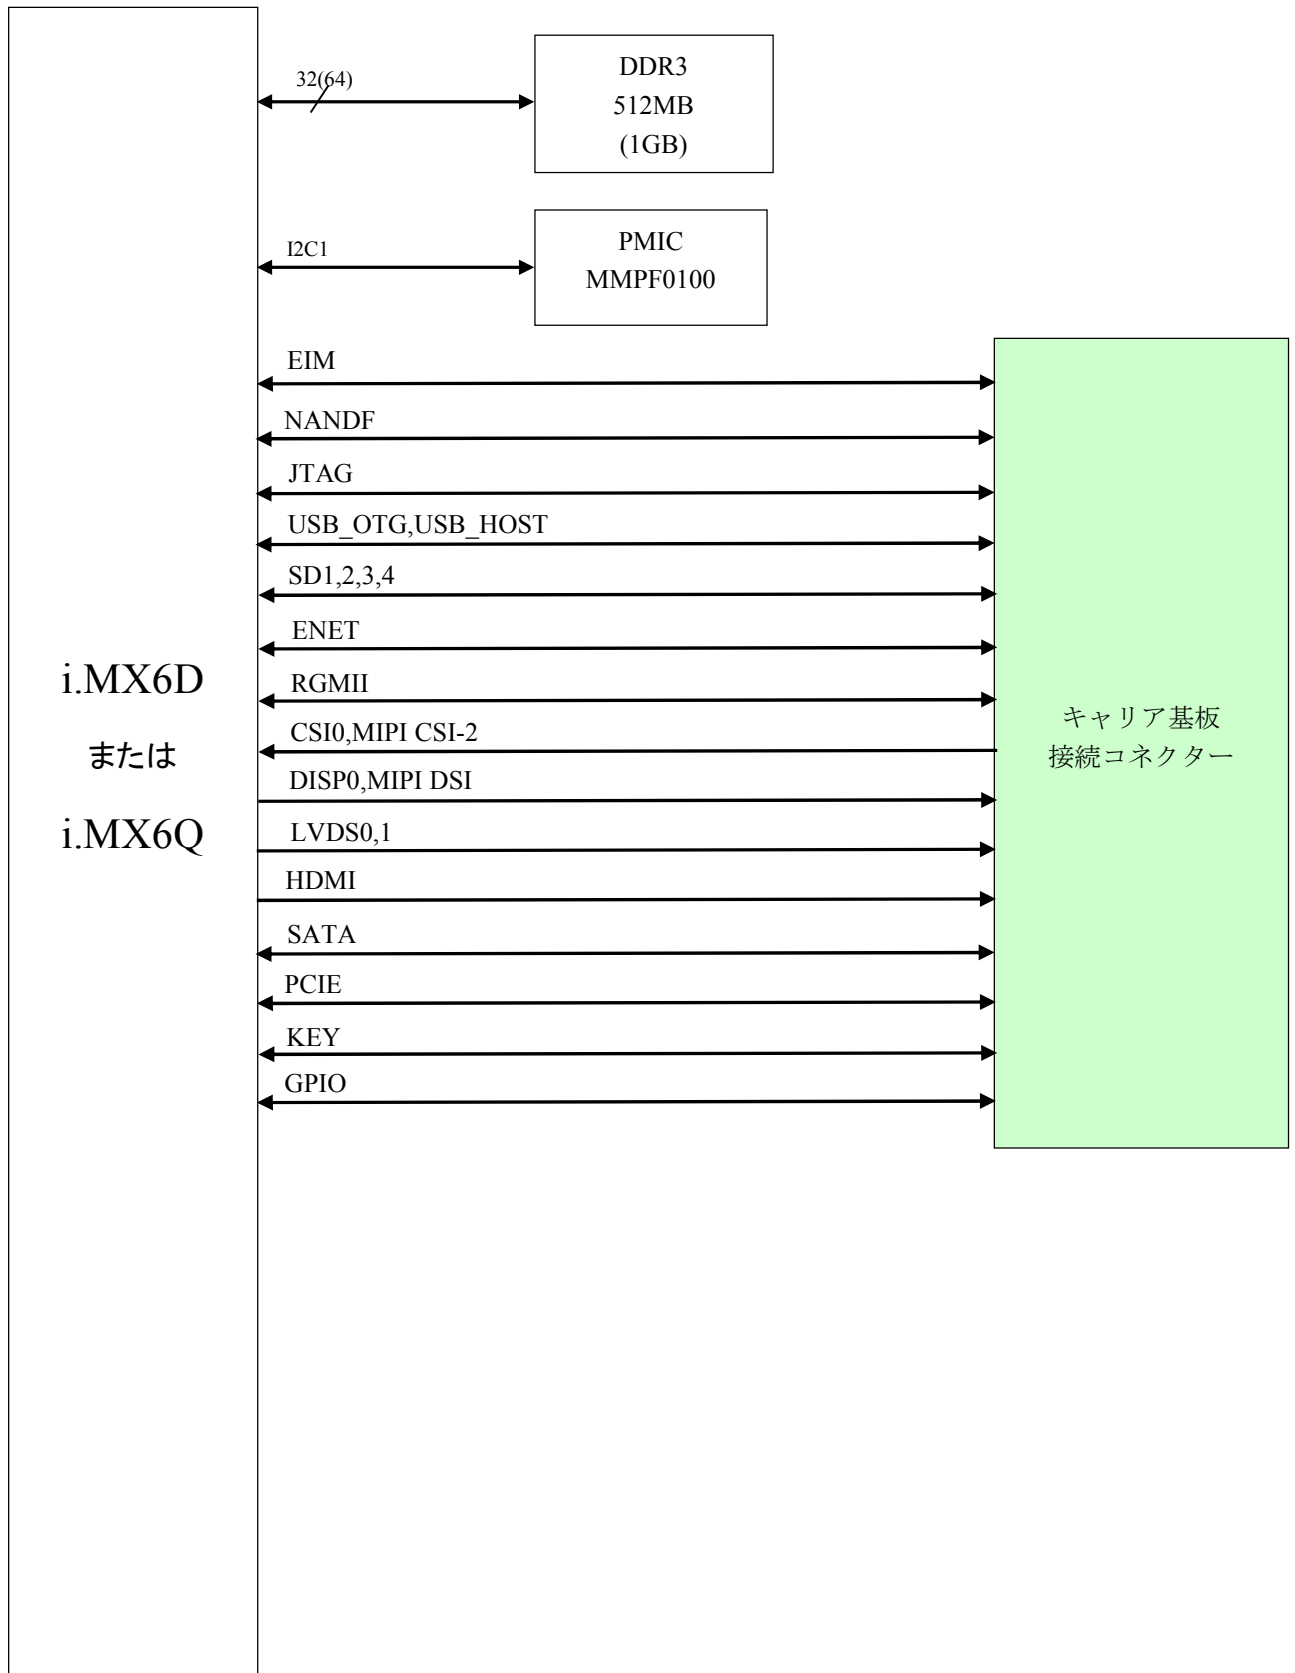 32(64)
DDR3
512MB
(1GB)
I2C1
PMIC
MMPF0100
EIM
NANDF
JTAG
USB_OTG,USB_HOST
SD1,2,3,4
ENET
RGMII
CSI0,MIPI CSI-2
DISP0,MIPI DSI
LVDS0,1
HDMI
SATA
PCIE
KEY
GPIO
i.MX6D
または
i.MX6Q
キャリア基板
接続コネクター